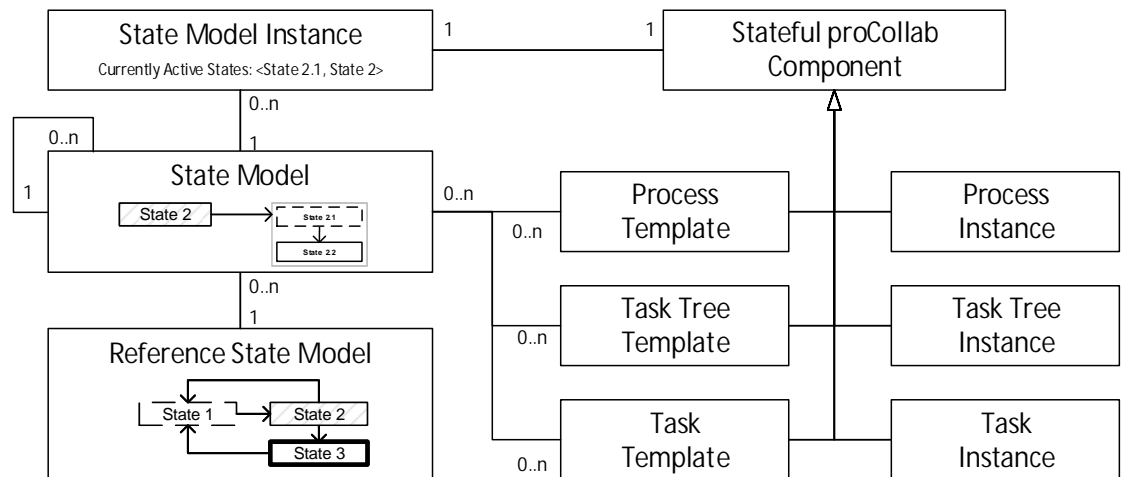 State Model Instance
Currently Active States: <State 2.1, State 2>
1
1
Stateful proCollab
Component
0..n
0..n
1
1
State Model
State 2
State 2.1
State 2.2
0..n
0..n
Process
Template
Process
Instance
0..n
1
0..n
Task Tree
Template
Task Tree
Instance
Reference State Model
State 1
State 2
State 3
0..n
Task
Template
Task
Instance